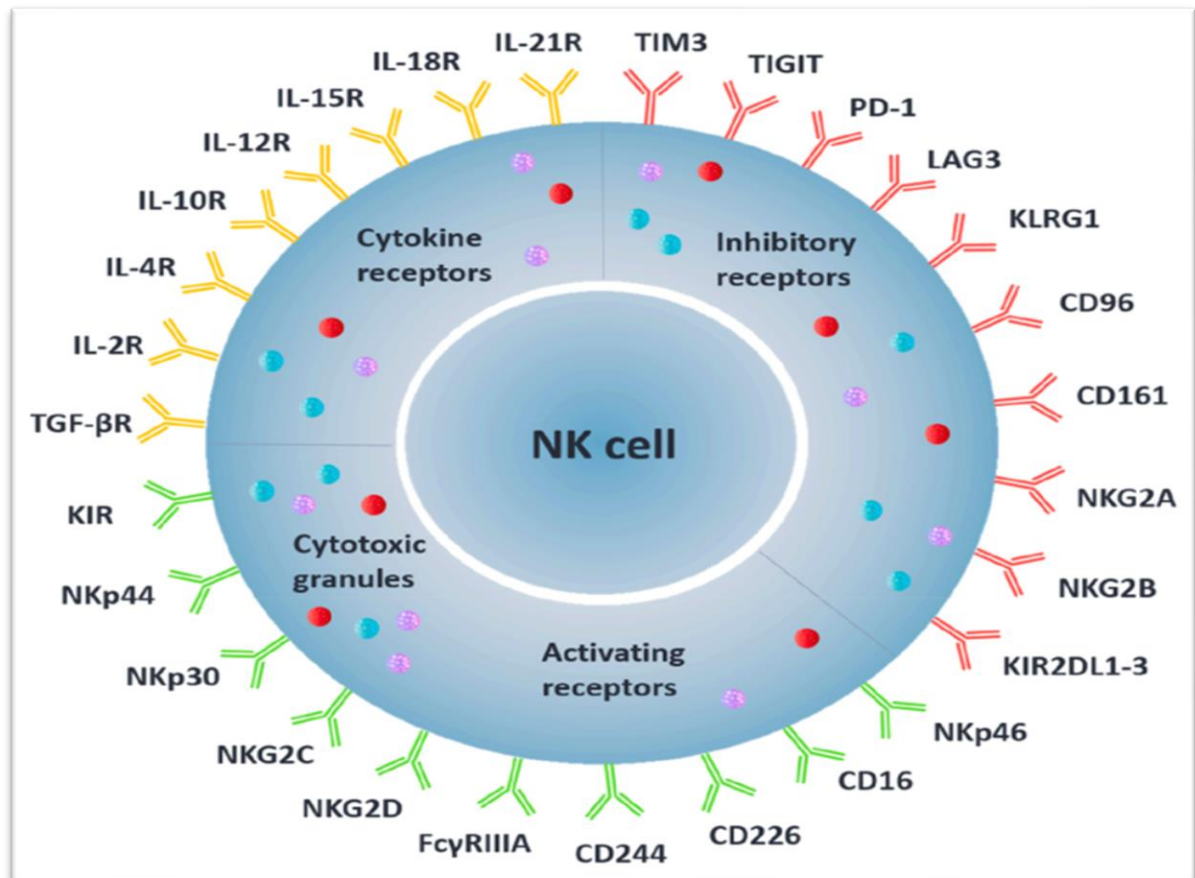 IL-21R
TIM3
IL-18R
TIGIT
IL-15R
PD-1
IL-12R
LAG3
IL-10R
KLRG1
Cytokine
receptors
Inhibitory
receptors
IL-4R
CD96
IL-2R
CD161
TGF-βR
NK cell
NKG2A
KIR
Cytotoxic
granules
NKG2B
NKp44
KIR2DL1-3
Activating
receptors
NKp30
NKp46
NKG2C
CD16
NKG2D
CD226
FcγRIIIA
CD244